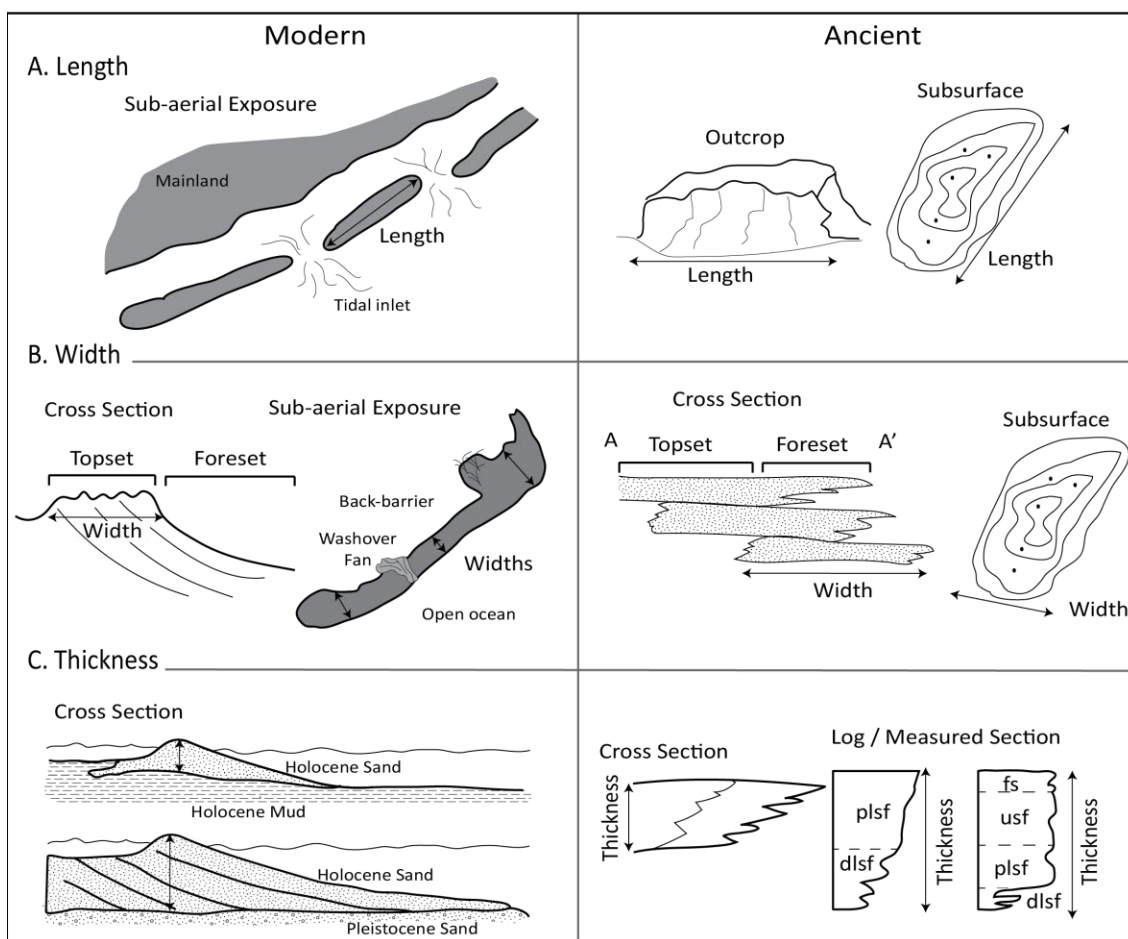 Modern
Ancient
A. Length
Sub-aerial Exposure
Mainland
Length
Tidal inlet
Outcrop
Length
Subsurface
Length
B. Width
Cross Section
Topset
Foreset
Width
Sub-aerial Exposure
Back-barrier
Washover
Fan
Widths
Open ocean
Cross Section
A
Topset
Foreset
A'
Width
Subsurface
Width
C. Thickness
Cross Section
Holocene Sand
Holocene Mud
Holocene Sand
Pleistocene Sand
Cross Section
Thickness
Log / Measured Section
plsf
dlsf
Thickness
fs
usf
plsf
dlsf
Thickness